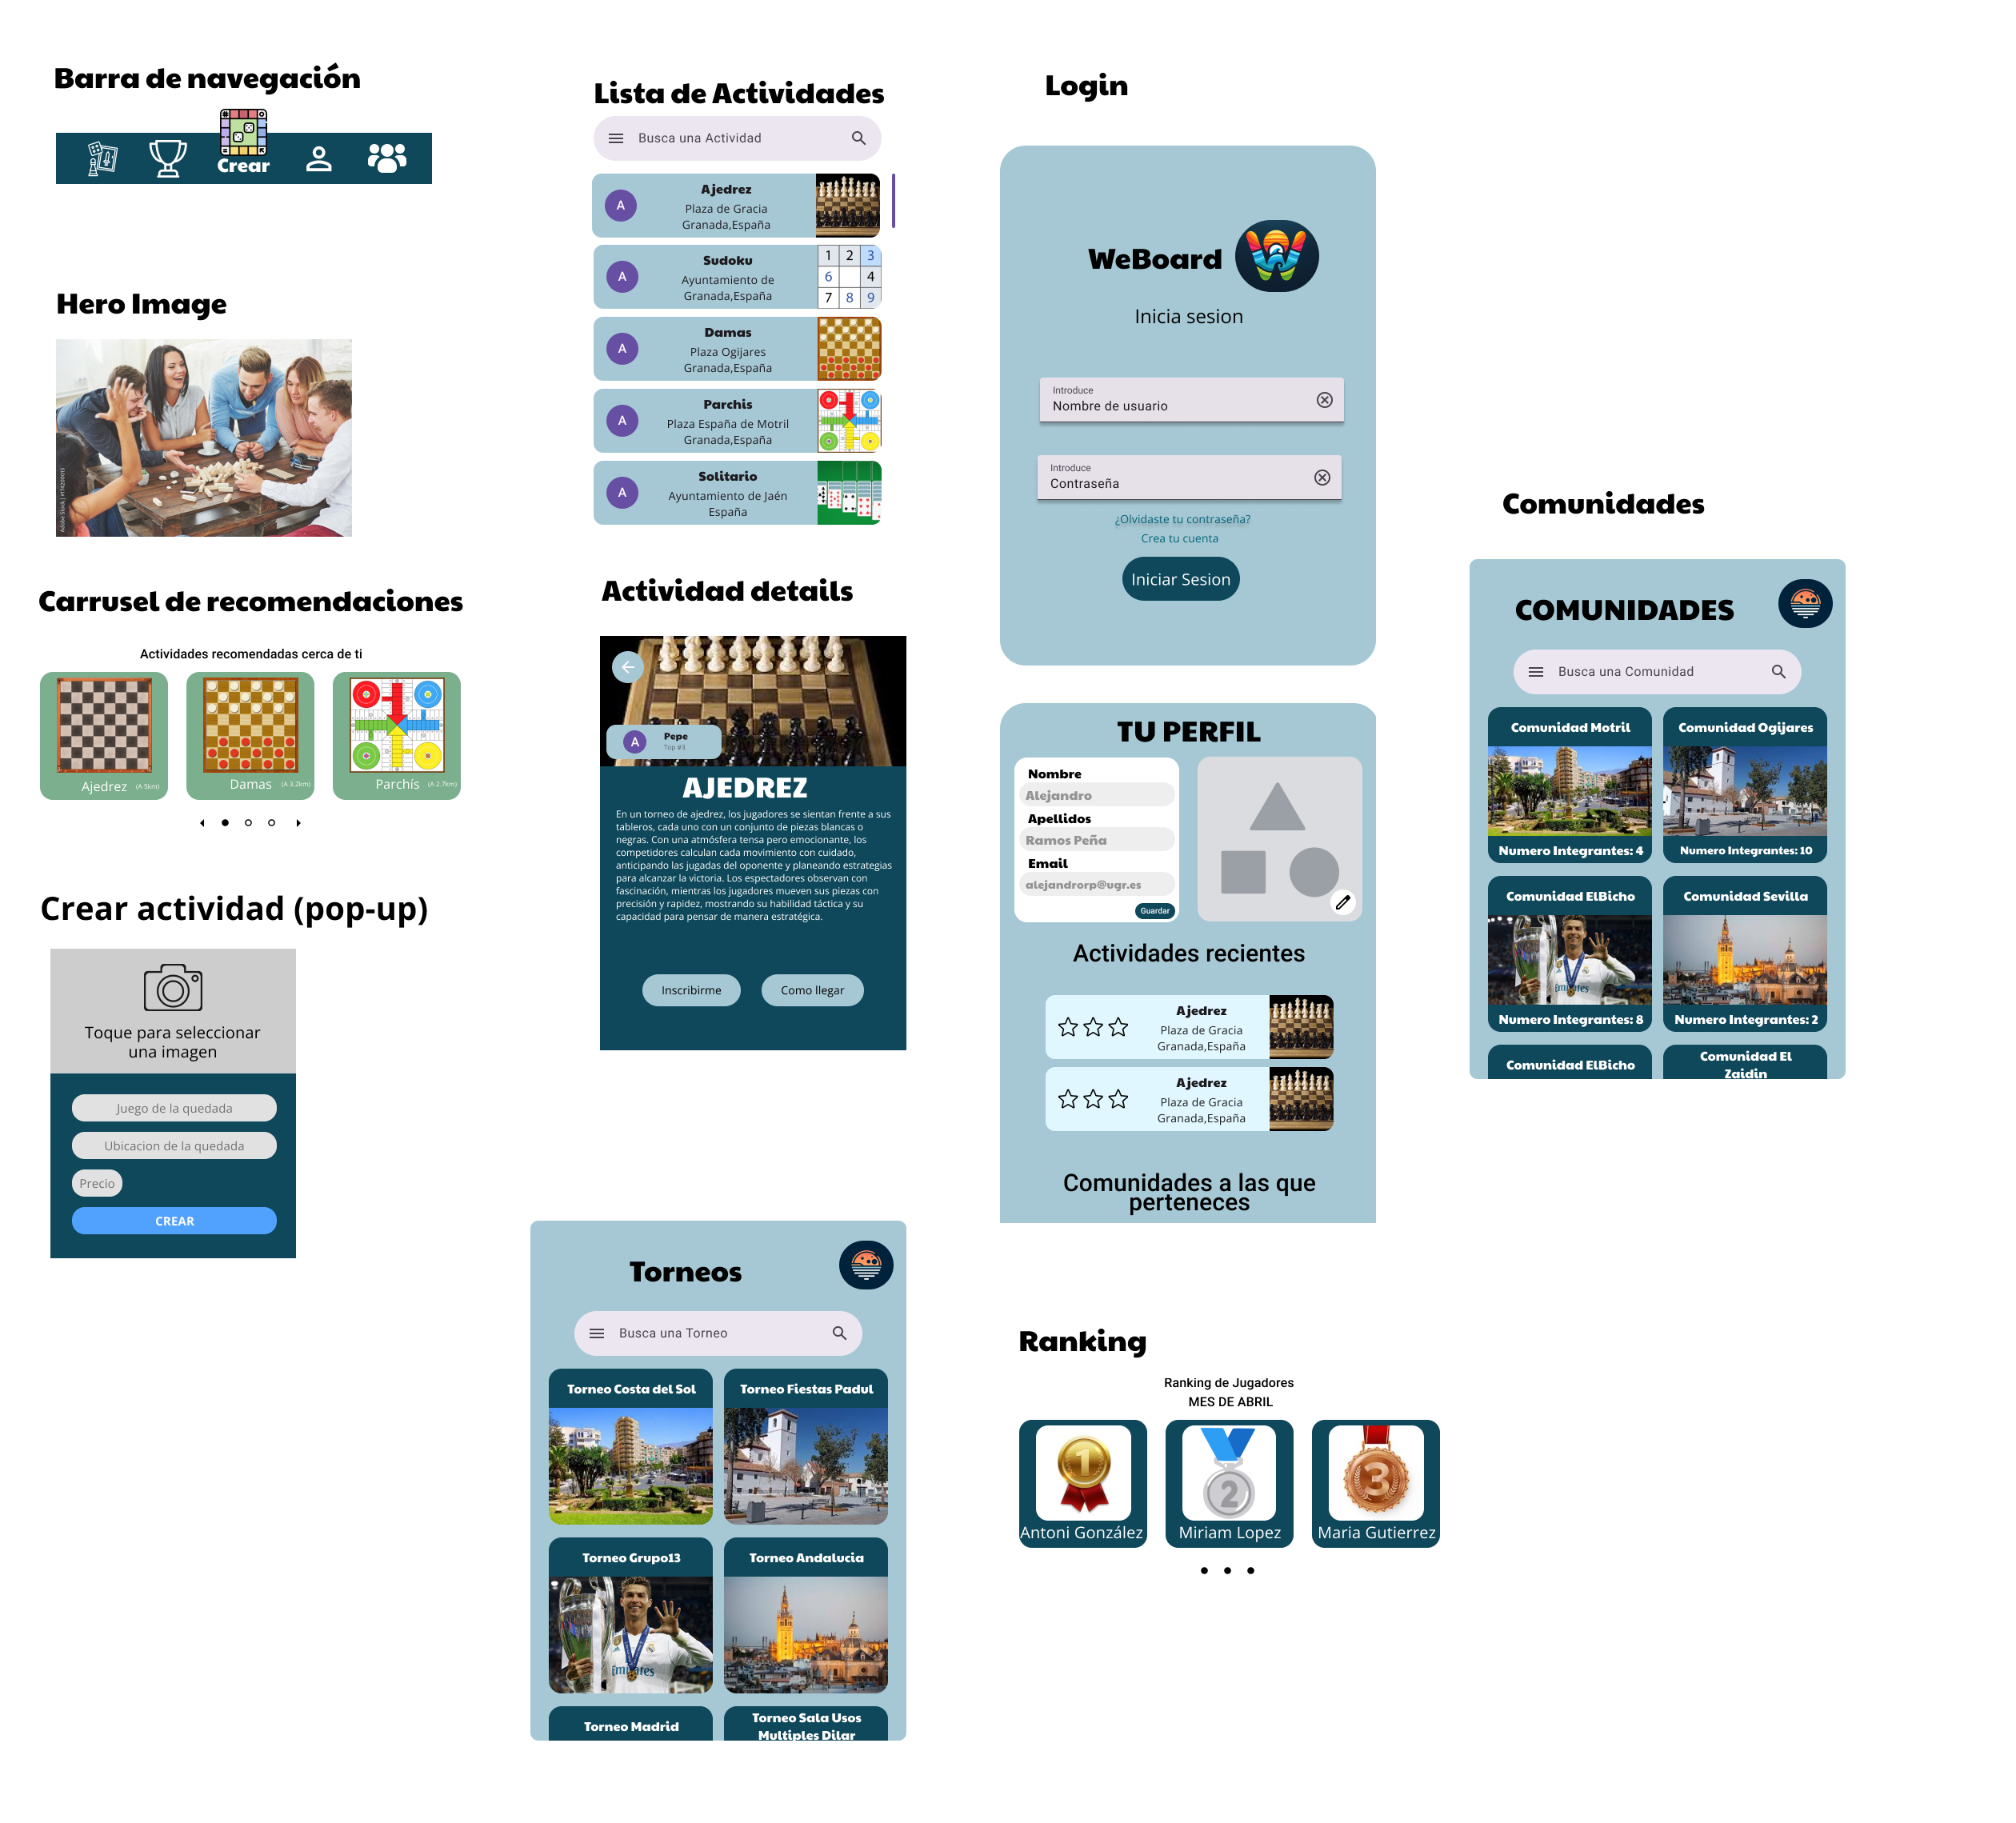 Barra de navegación
Crear
Hero Image
Adobe Stock | #174209015
Carrusel de recomendaciones
Actividades recomendadas cerca de ti
Ajedrez (A 5km)
Damas (A 3.2km)
Parchís (A 2.7km)
Crear actividad (pop-up)
Toque para seleccionar
una imagen
Juego de la quedada
Ubicacion de la quedada
Precio
CREAR
Lista de Actividades
Busca una Actividad
A
Ajedrez
Plaza de Gracia
Granada,España
A
Sudoku
Ayuntamiento de
Granada,España
1 2 3
6 4
7 8 9
A
Damas
Plaza Ogijares
Granada,España
A
Parchis
Plaza España de Motril
Granada,España
A
Solitario
Ayuntamiento de Jaén
España
Actividad details
A
Pepe
Top #3
AJEDREZ
En un torneo de ajedrez, los jugadores se sientan frente a sus
tableros, cada uno con un conjunto de piezas blancas o
negras. Con una atmósfera tensa pero emocionante, los
competidores calculan cada movimiento con cuidado,
anticipando las jugadas del oponente y planeando estrategias
para alcanzar la victoria. Los espectadores observan con
fascinación, mientras los jugadores mueven sus piezas con
precisión y rapidez, mostrando su habilidad táctica y su
capacidad para pensar de manera estratégica.
Inscribirme
Como llegar
Torneos
Busca una Torneo
Torneo Costa del Sol
Torneo Fiestas Padul
Torneo Grupo13
Torneo Andalucia
Emirates
Torneo Madrid
Torneo Sala Usos
Multiples Dilar
Login
WeBoard
W
Inicia sesion
Introduce
Nombre de usuario
Introduce
Contraseña
¿Olvidaste tu contraseña?
Crea tu cuenta
Iniciar Sesion
TU PERFIL
Nombre
Alejandro
Apellidos
Ramos Peña
Email
alejandrorp@ugr.es
Guardar
Actividades recientes
Ajedrez
Plaza de Gracia
Granada,España
Ajedrez
Plaza de Gracia
Granada,España
Comunidades a las que
perteneces
Ranking
Ranking de Jugadores
MES DE ABRIL
1
Antoni González
2
Miriam Lopez
3
Maria Gutierrez
Comunidades
COMUNIDADES
Busca una Comunidad
Comunidad Motril
Numero Integrantes: 4
Comunidad Ogijares
Numero Integrantes: 10
Comunidad ElBicho
Emirates
Numero Integrantes: 8
Comunidad Sevilla
Numero Integrantes: 2
Comunidad ElBicho
Comunidad El
Zaidin